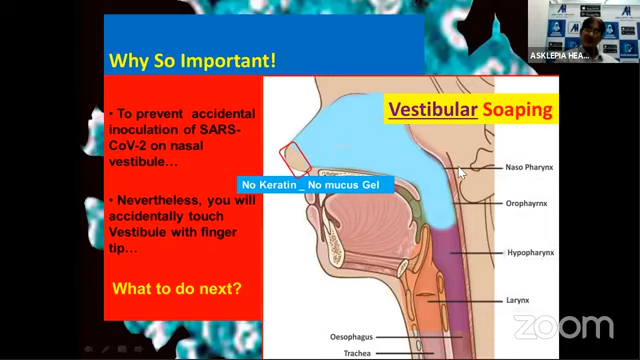 Why So Important!
ASKLEPIA HEA...
• To prevent accidental
inoculation of SARS-
CoV-2 on nasal
vestibule...
• Nevertheless, you will
accidentally touch
Vestibule with finger
tip...
What to do next?
Vestibular Soaping
No Keratin _ No mucus Gel
Naso Pharynx
Orophayrnx
Hypopharynx
Larynx
Oesophagus
Trachea
zoom